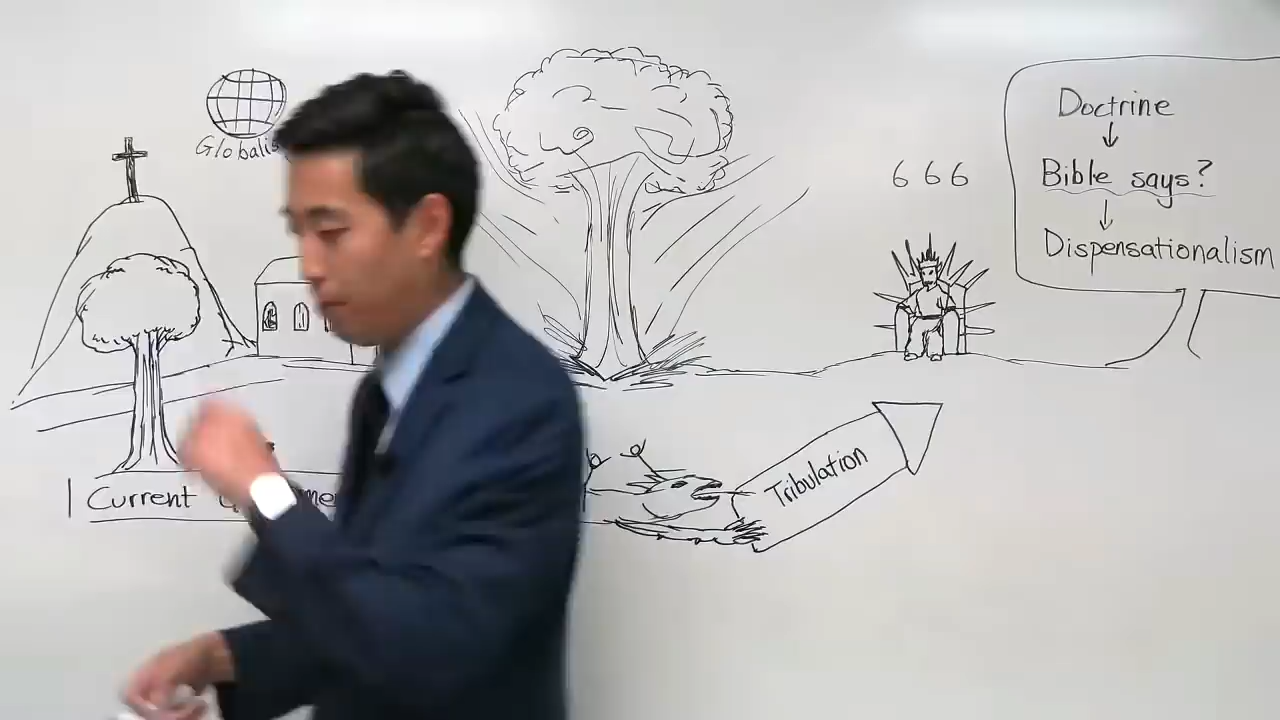 666
Doctrine
Bible says?
Dispensationalism
Current
Tribulation